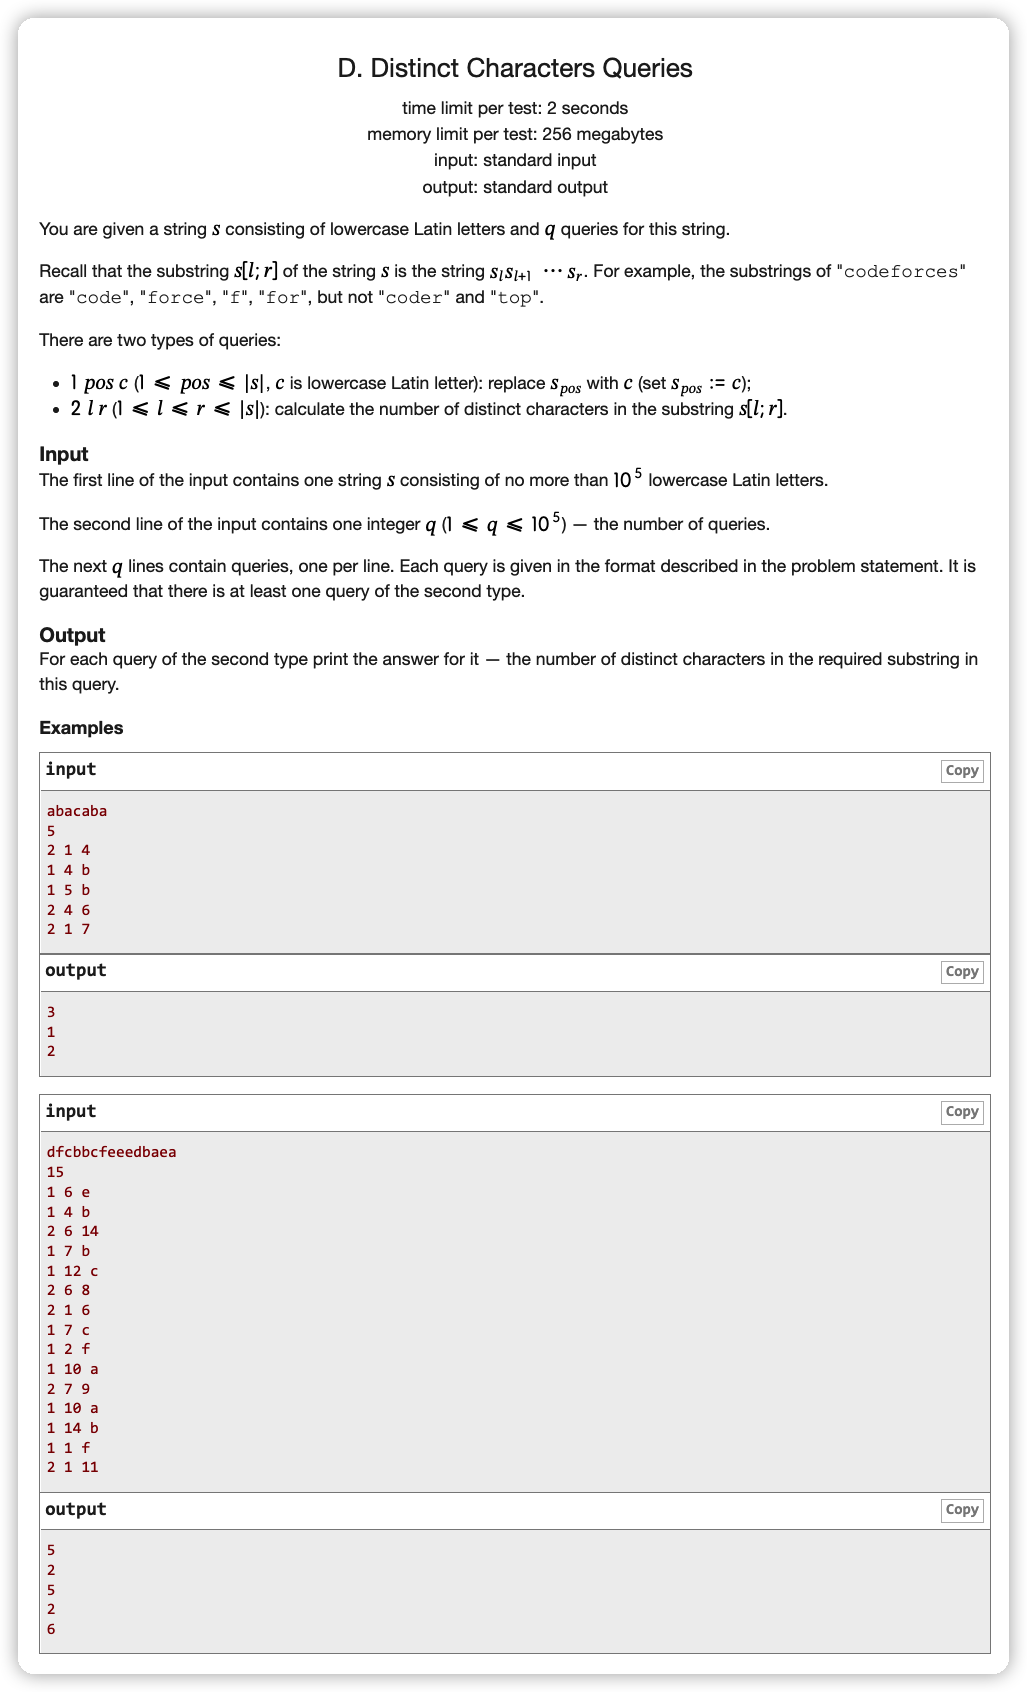 D. Distinct Characters Queries
time limit per test: 2 seconds
memory limit per test: 256 megabytes
input: standard input
output: standard output
You are given a string s consisting of lowercase Latin letters and q queries for this string.
Recall that the substring s[l; r] of the string s is the string s_l s_{l+1} ⋯ s_r. For example, the substrings of "codeforces"
are "code", "force", "f", "for", but not "coder" and "top".
There are two types of queries:
• 1 pos c (1 ⩽ pos ⩽ |s|, c is lowercase Latin letter): replace s_{pos} with c (set s_{pos} := c);
• 2 l r (1 ⩽ l ⩽ r ⩽ |s|): calculate the number of distinct characters in the substring s[l; r].
Input
The first line of the input contains one string s consisting of no more than 10^5 lowercase Latin letters.
The second line of the input contains one integer q (1 ⩽ q ⩽ 10^5) — the number of queries.
The next q lines contain queries, one per line. Each query is given in the format described in the problem statement. It is
guaranteed that there is at least one query of the second type.
Output
For each query of the second type print the answer for it — the number of distinct characters in the required substring in
this query.
Examples
input Copy
abacaba
5
2 1 4
1 4 b
1 5 b
2 4 6
2 1 7
output Copy
3
1
2
input Copy
dfcbbcfeeedbaea
15
1 6 e
1 4 b
2 6 14
1 7 b
1 12 c
2 6 8
2 1 6
1 7 c
1 2 f
1 10 a
2 7 9
1 10 a
1 14 b
1 1 f
2 1 11
output Copy
5
2
5
2
6